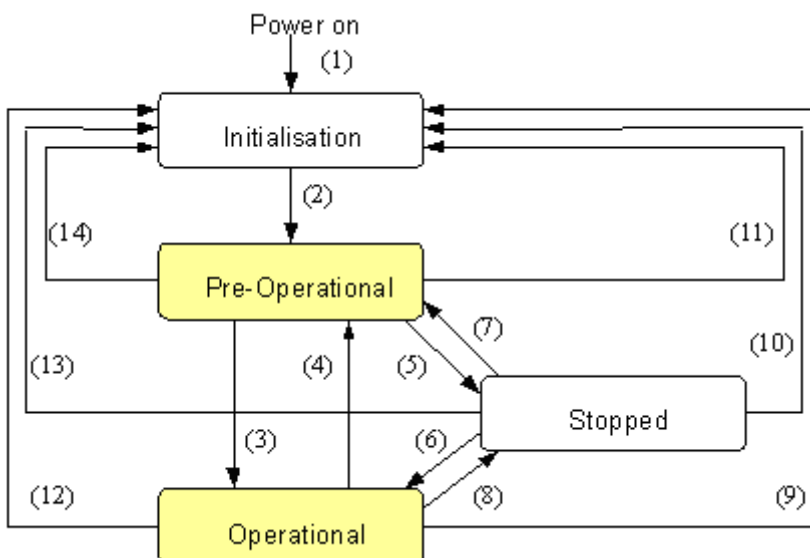 Power on
(1)
Initialisation
(2)
(14)
(11)
Pre-Operational
(7)
(13)
(4)
(5)
(10)
Stopped
(3)
(6)
(12)
(8)
(9)
Operational